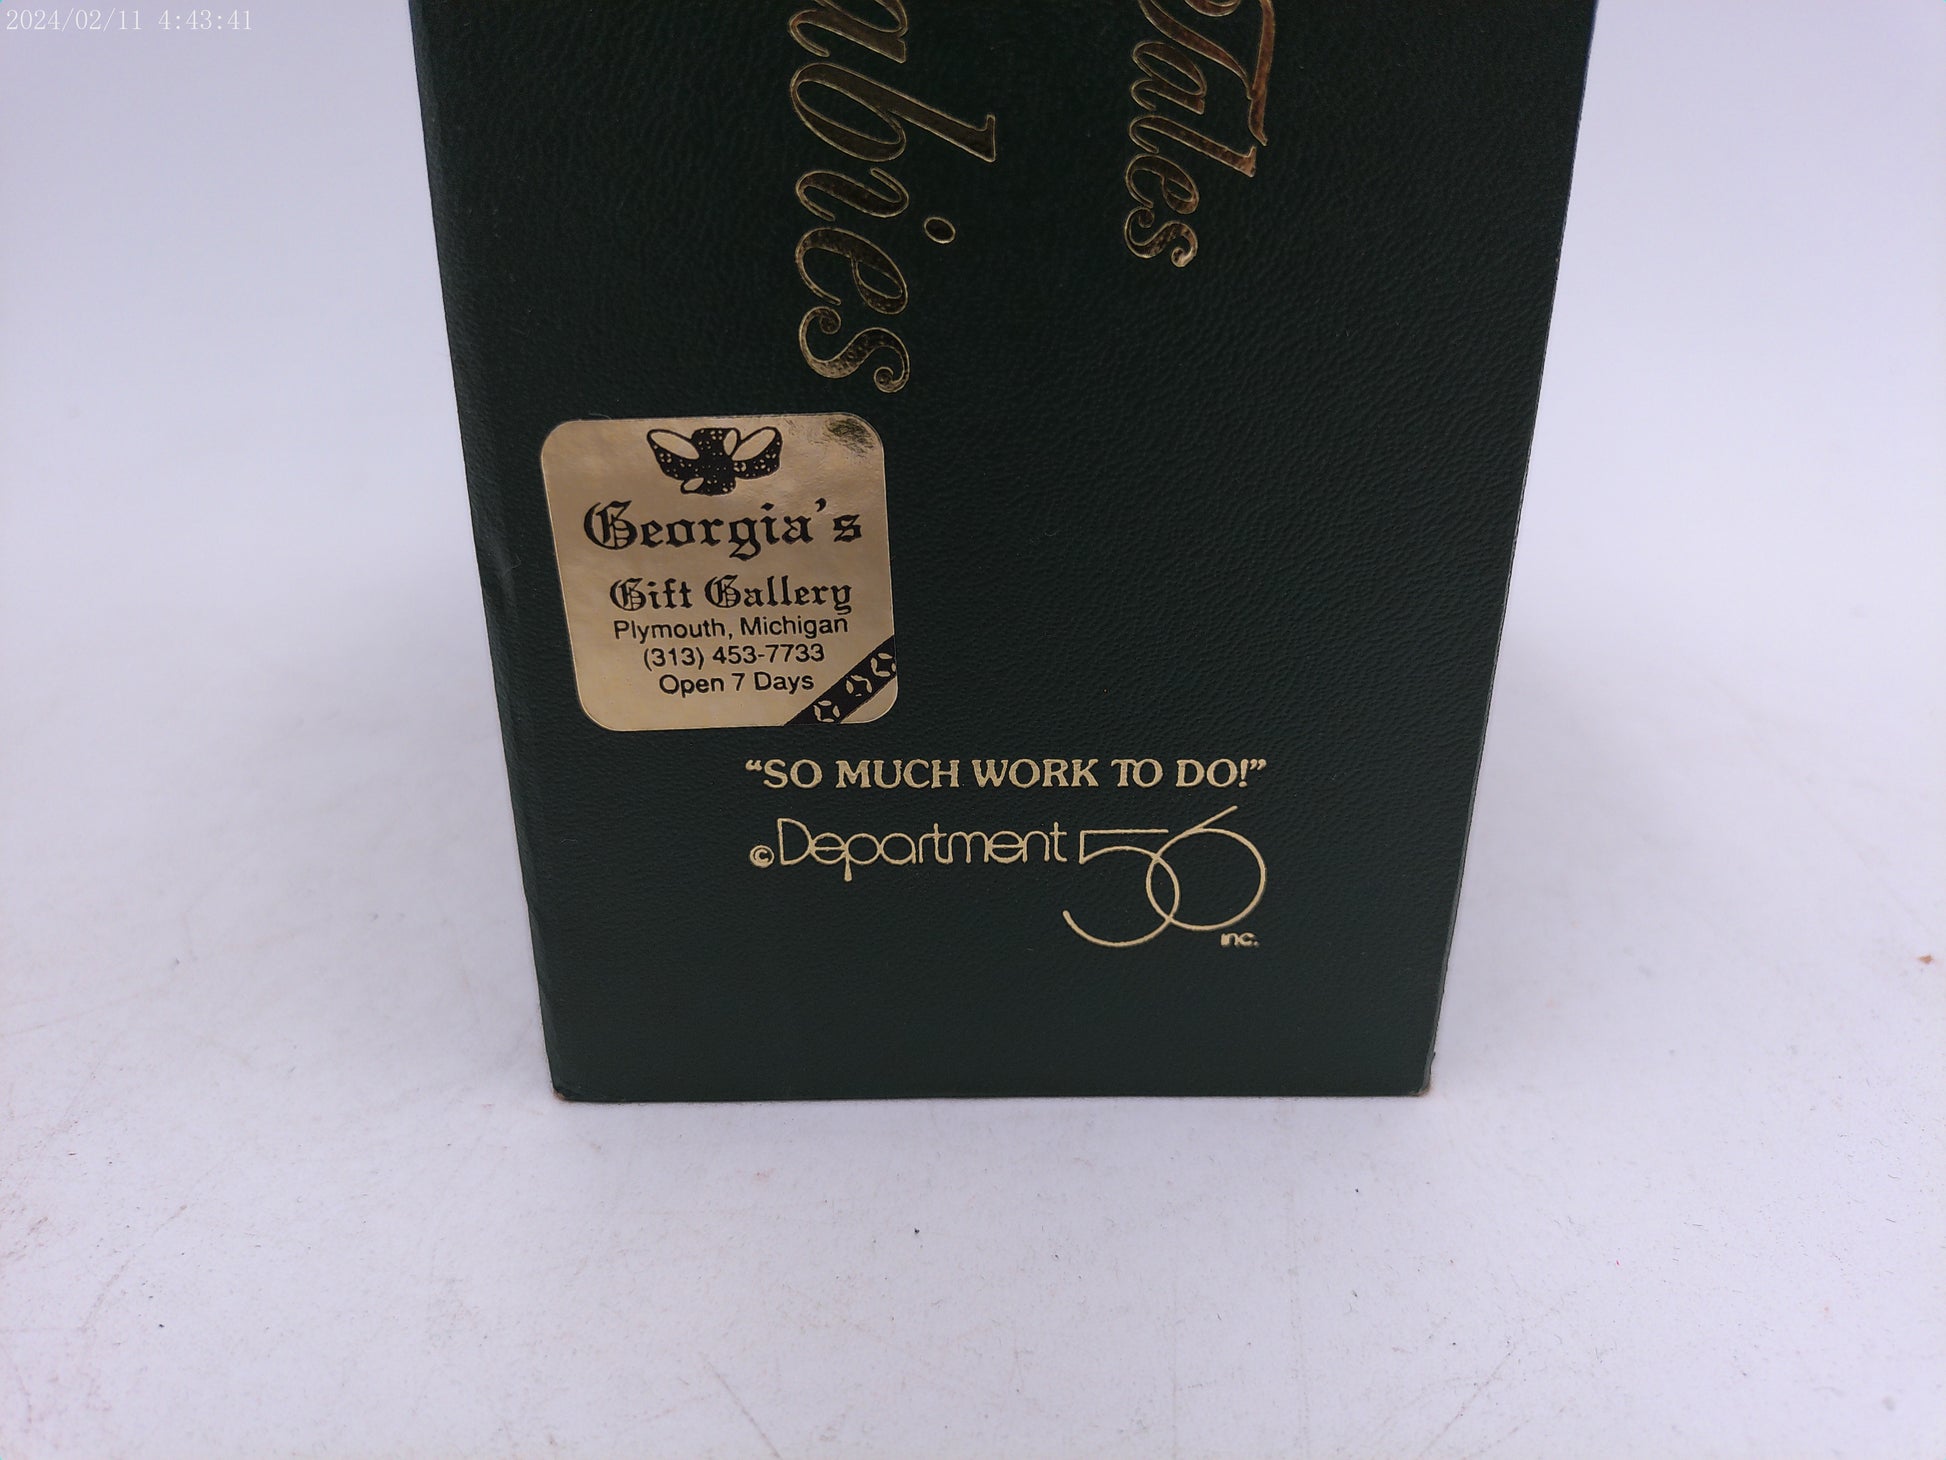 2024/02/11 4:43:41
Tales
abies
Georgia's
Gift Gallery
Plymouth, Michigan
(313) 453-7733
Open 7 Days
“SO MUCH WORK TO DO!”
©Department 56
inc.